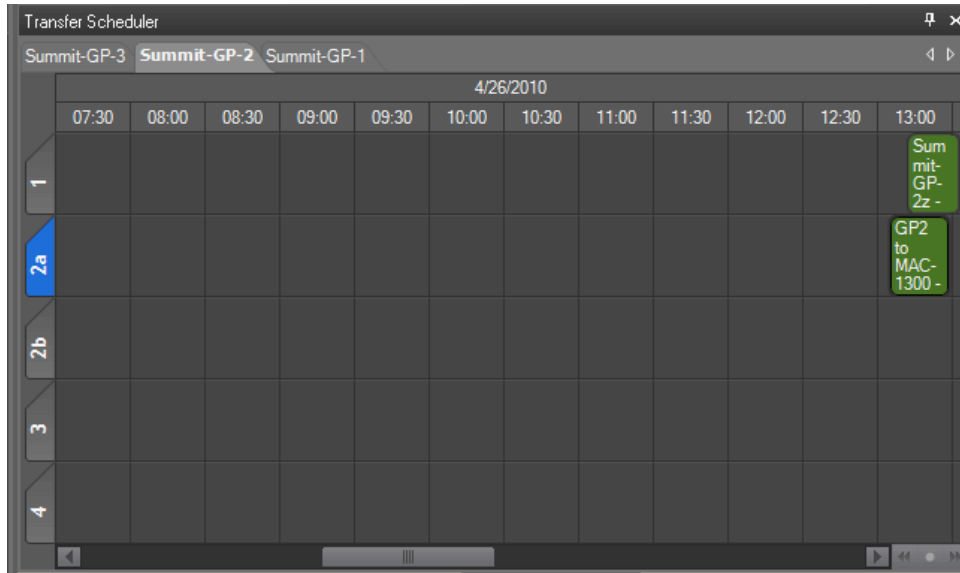 Transfer Scheduler
Summit-GP-3 Summit-GP-2 Summit-GP-1
4/26/2010
07:30 08:00 08:30 09:00 09:30 10:00 10:30 11:00 11:30 12:00 12:30 13:00
1
Sum
mit-
GP-
2z -
2a
GP2
to
MAC-
1300 -
2b
3
4